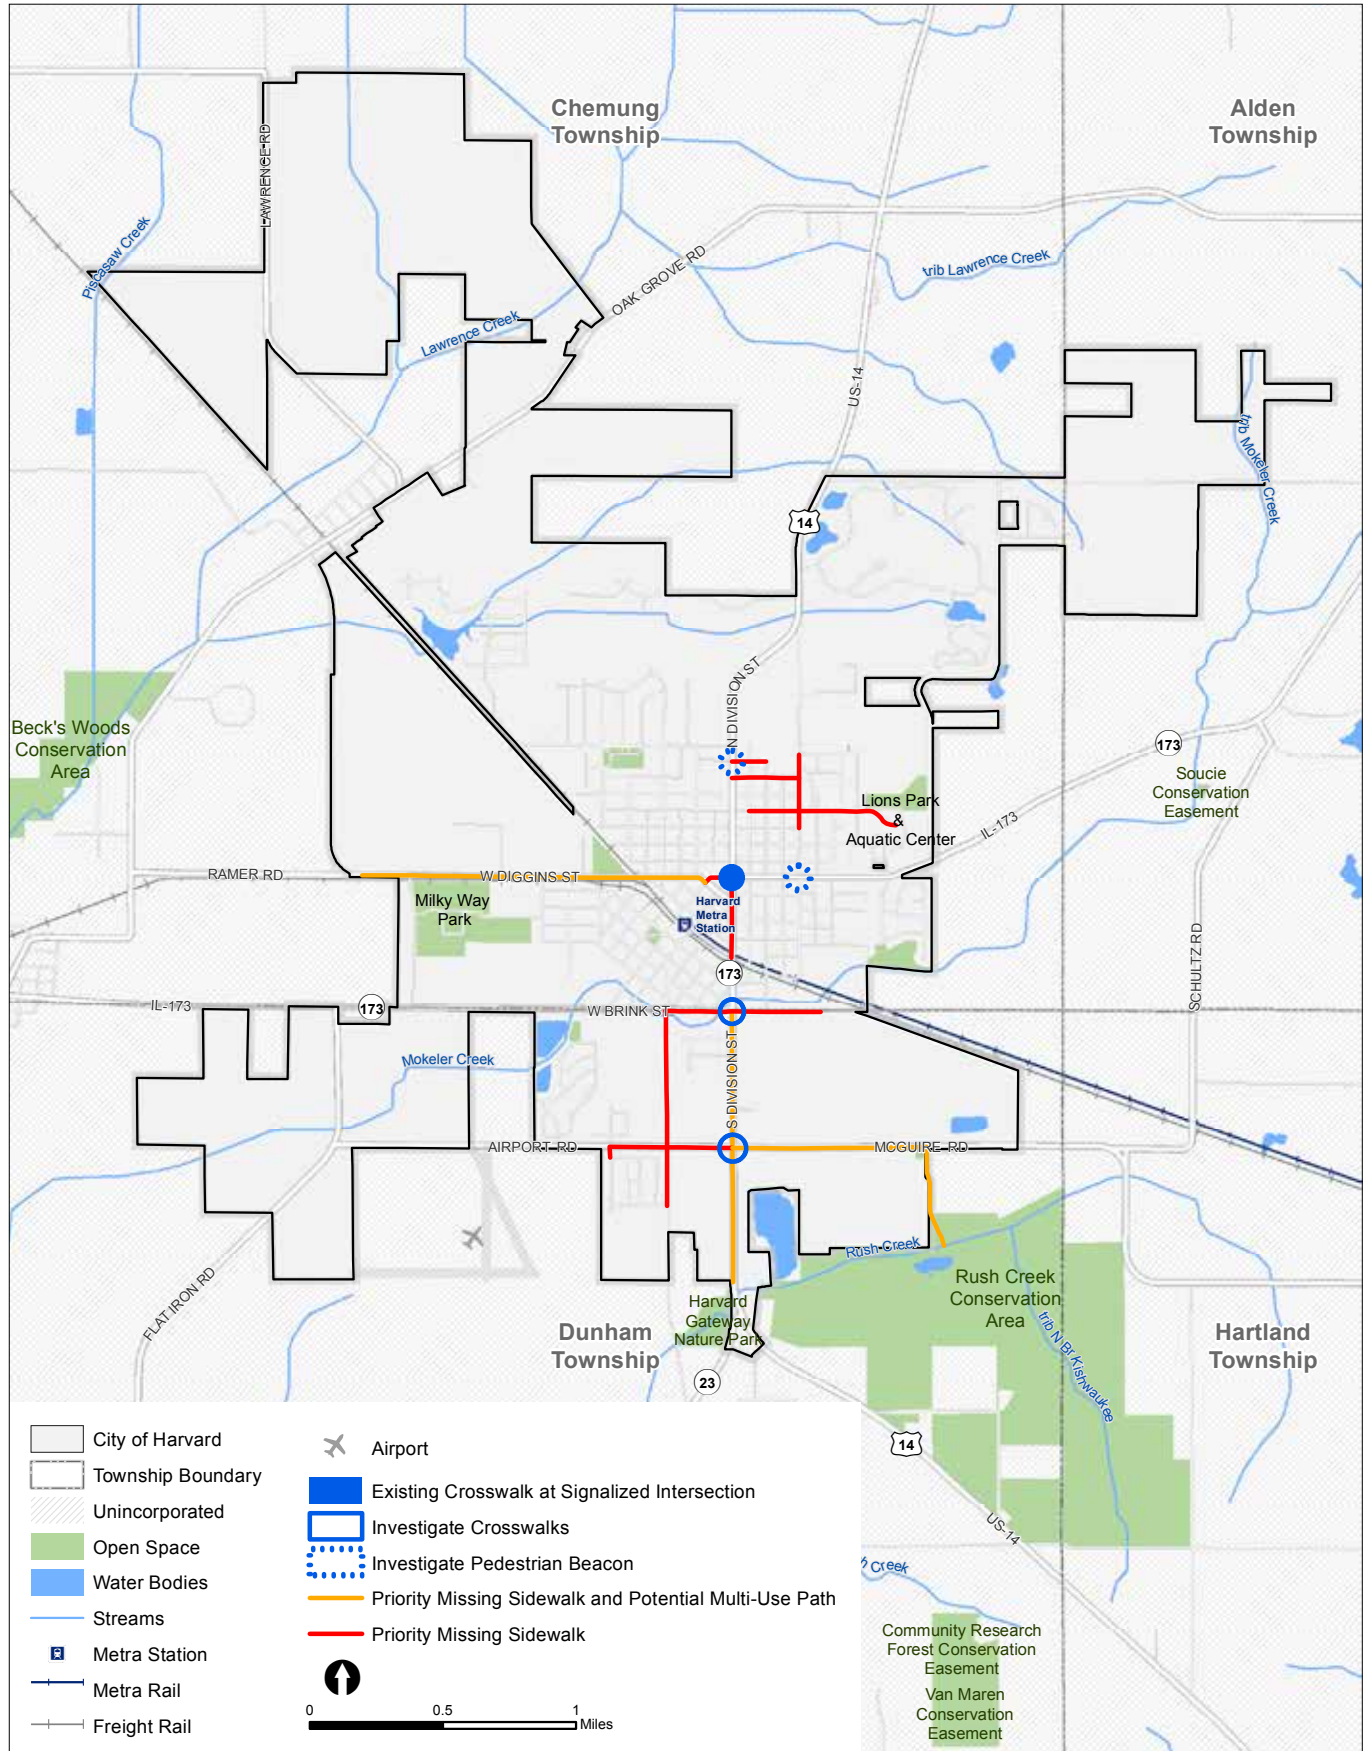 Chemung
Township
Alden
Township
LAWRENCE RD
Piscasaw Creek
OAK GROVE RD
trib Lawrence Creek
Lawrence Creek
US-14
trib Mokeler Creek
14
N DIVISION ST
Beck's Woods
Conservation
Area
173
Soucie
Conservation
Easement
Lions Park
&
Aquatic Center
IL-173
RAMER RD
W DIGGINS ST
Milky Way
Park
Harvard
Metra
Station
SCHULTZ RD
173
IL-173
173
W BRINK ST
Mokeler Creek
S DIVISION ST
AIRPORT RD
MCGUIRE RD
Rush Creek
FLAT IRON RD
Rush Creek
Conservation
Area
Harvard
Gateway
Nature Park
Dunham
Township
trib N Br Kishwaukee
Hartland
Township
23
14
US-14
Creek
Community Research
Forest Conservation
Easement
Van Maren
Conservation
Easement
City of Harvard
Township Boundary
Unincorporated
Open Space
Water Bodies
Streams
Metra Station
Metra Rail
Freight Rail
Airport
Existing Crosswalk at Signalized Intersection
Investigate Crosswalks
Investigate Pedestrian Beacon
Priority Missing Sidewalk and Potential Multi-Use Path
Priority Missing Sidewalk
0 0.5 1
Miles